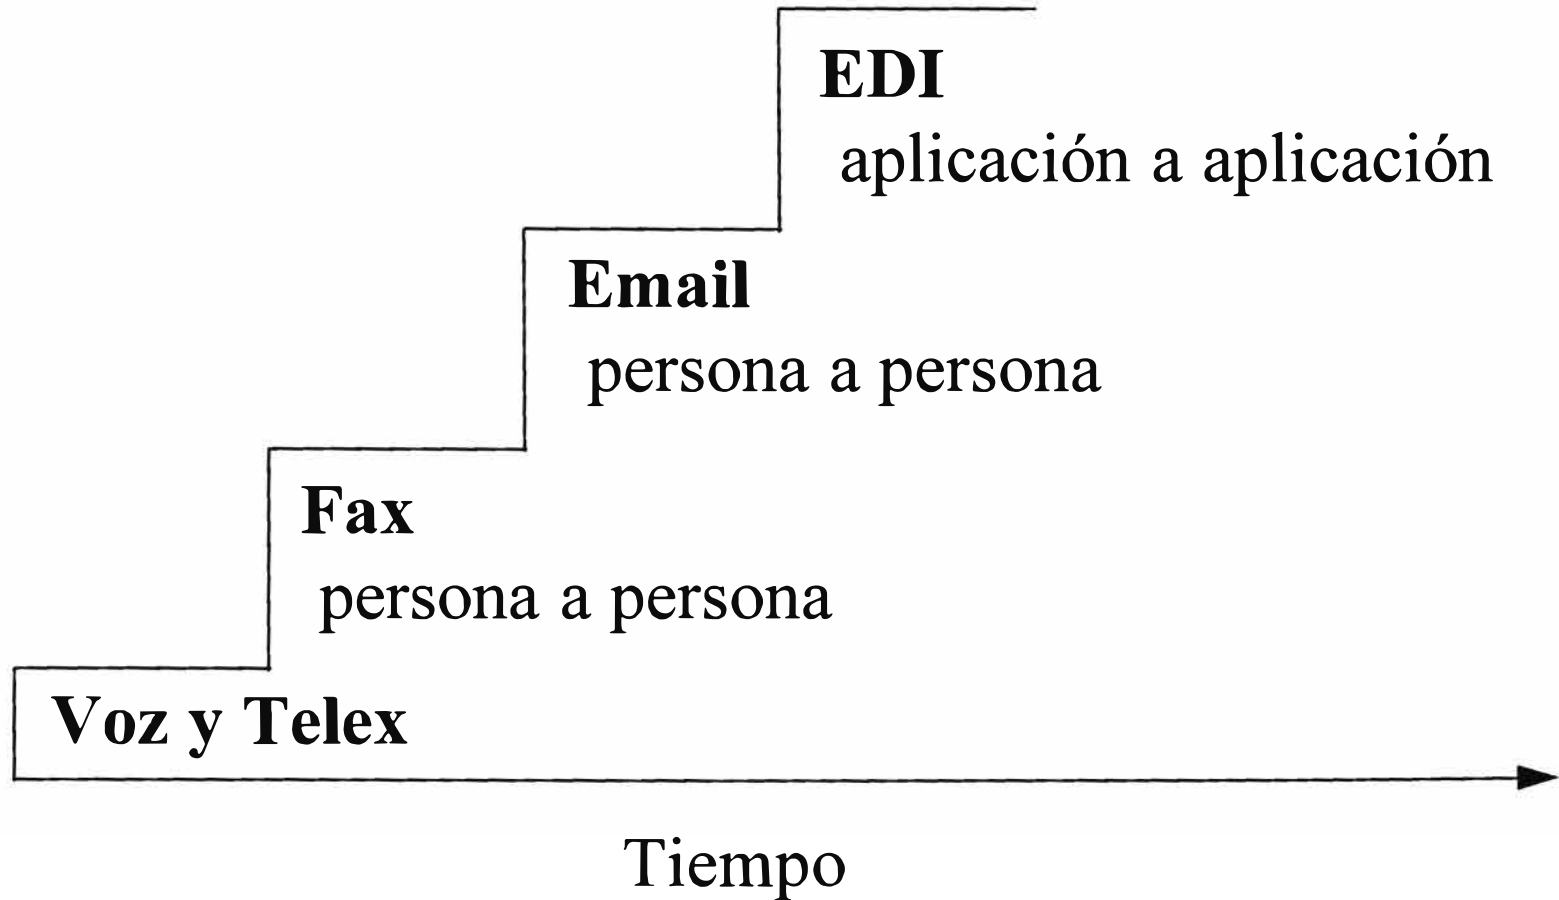 EDI
aplicación a aplicación
Email
persona a persona
Fax
persona a persona
Voz y Telex
Tiempo